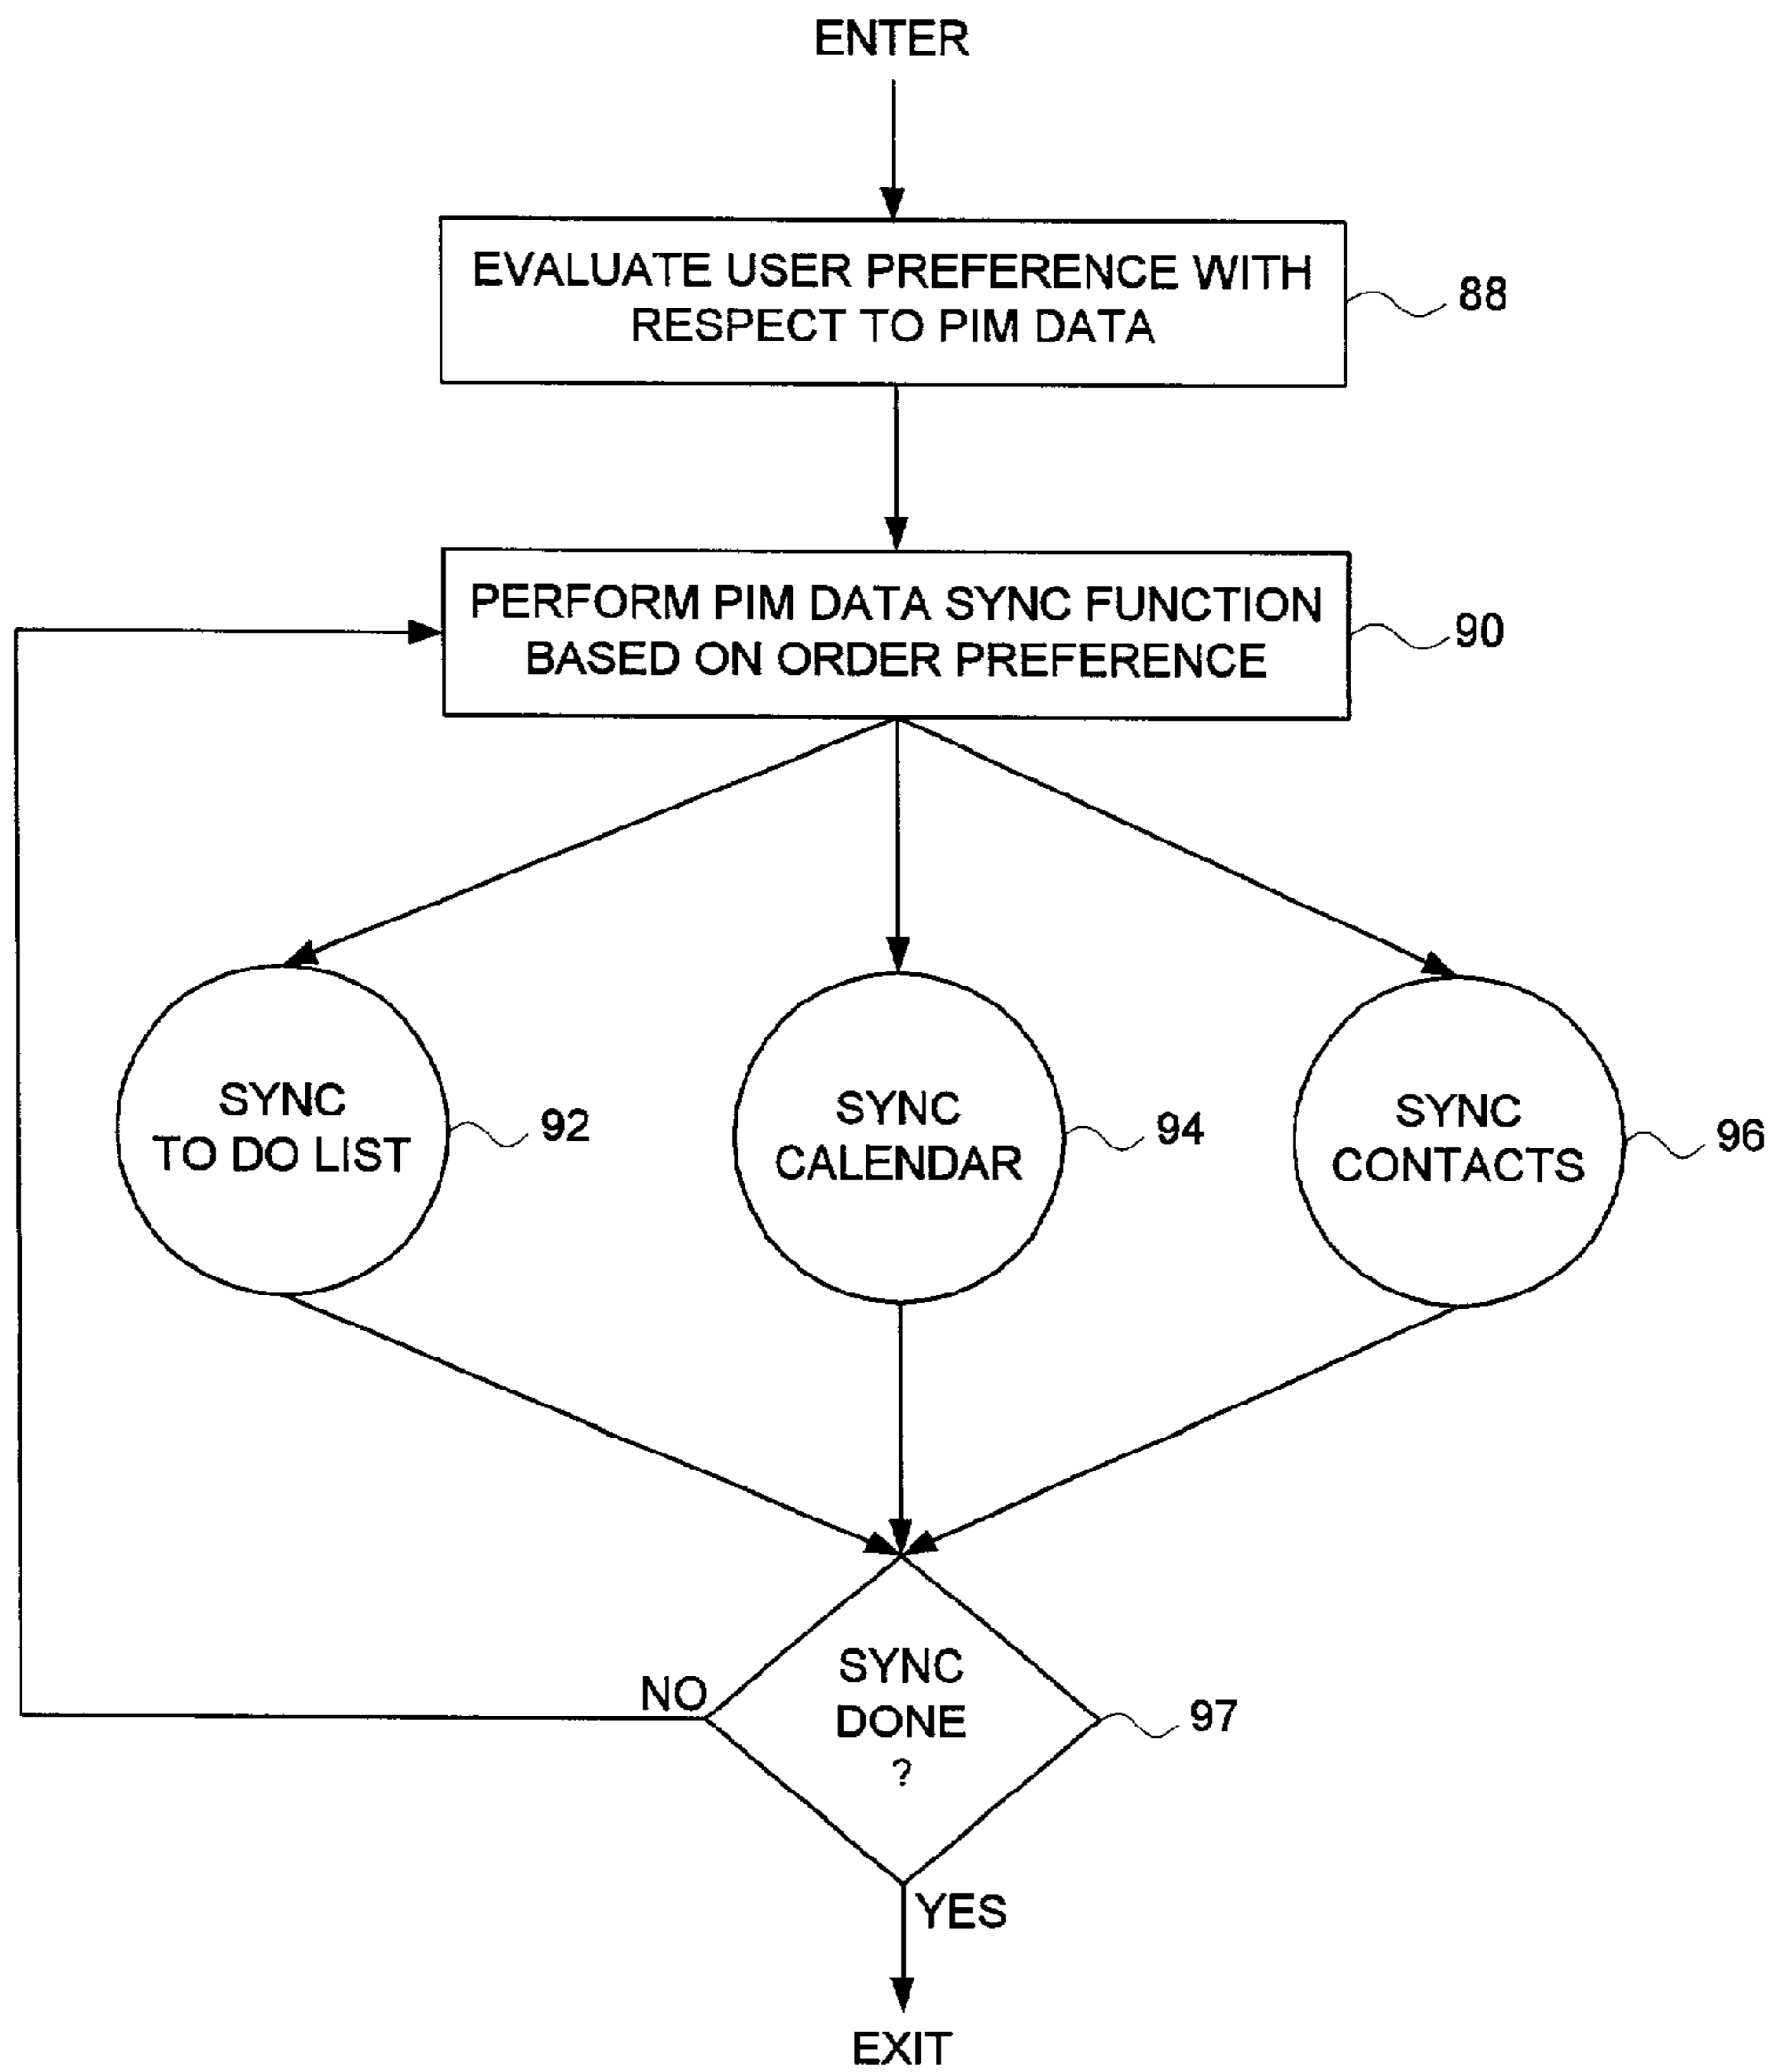 ENTER
EVALUATE USER PREFERENCE WITH
RESPECT TO PIM DATA
88
PERFORM PIM DATA SYNC FUNCTION
BASED ON ORDER PREFERENCE
90
SYNC
TO DO LIST
92
SYNC
CALENDAR
94
SYNC
CONTACTS
96
NO
SYNC
DONE
?
97
YES
EXIT